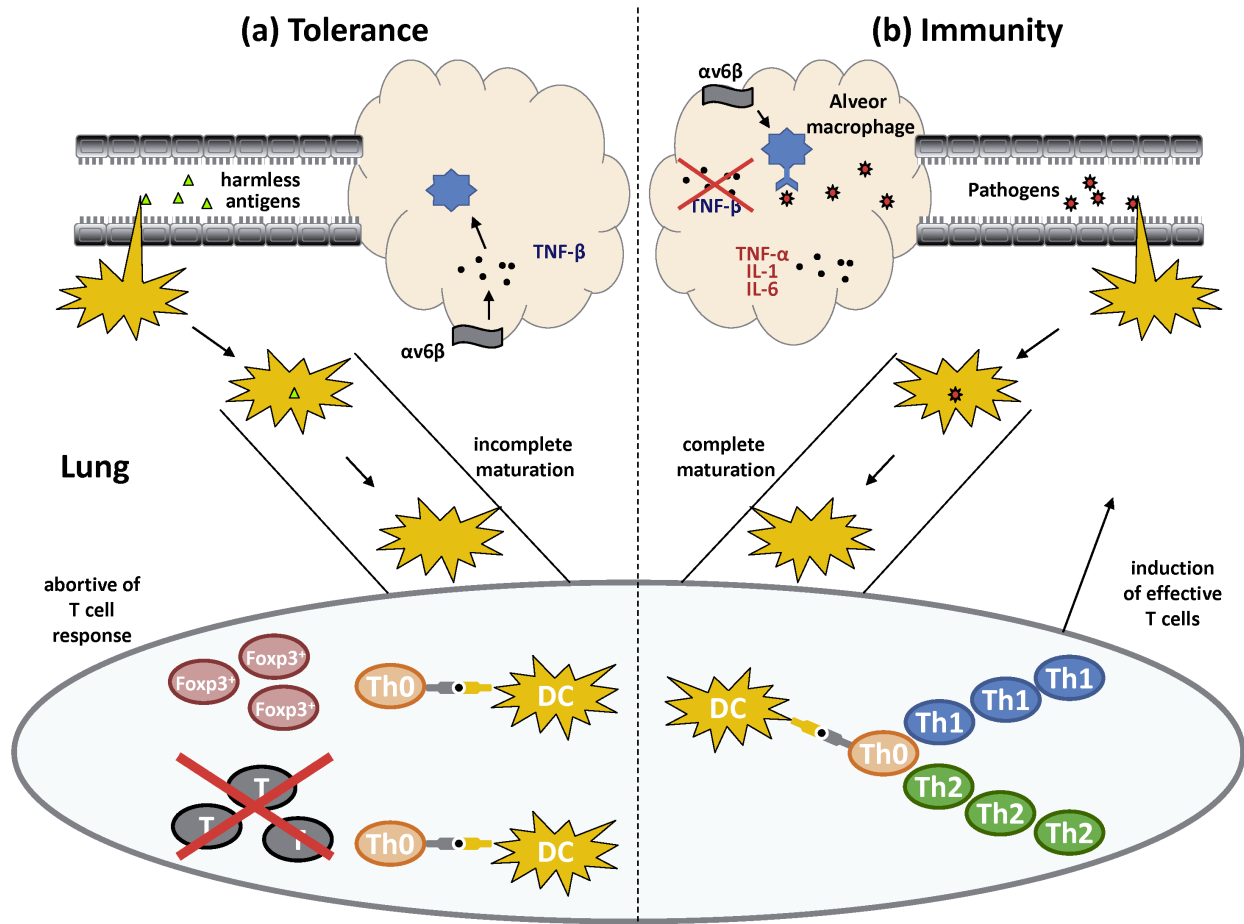 (a) Tolerance
harmless
antigens
TNF-β
αv6β
incomplete
maturation
Lung
abortive of
T cell
response
Foxp3⁺
Foxp3⁺
Foxp3⁺
Th0
DC
T
T
T
Th0
DC
(b) Immunity
αv6β
Alveor
macrophage
TNF-β
Pathogens
TNF-α
IL-1
IL-6
complete
maturation
induction
of effective
T cells
DC
Th0
Th1
Th1
Th1
Th2
Th2
Th2